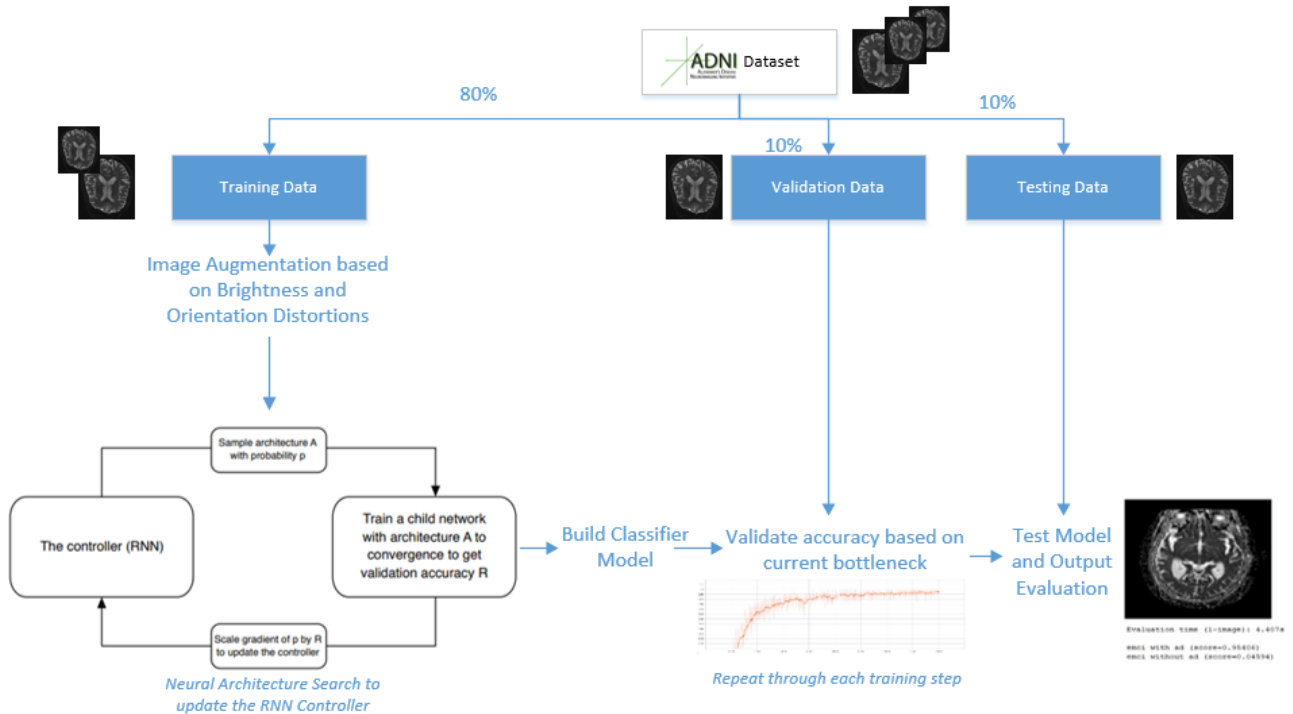 ADNI Dataset
ALZHEIMER'S DISEASE
NEUROIMAGING INITIATIVE
80%
10%
10%
Training Data
Validation Data
Testing Data
Image Augmentation based
on Brightness and
Orientation Distortions
Sample architecture A
with probability p
The controller (RNN)
Train a child network
with architecture A to
convergence to get
validation accuracy R
Scale gradient of p by R
to update the controller
Neural Architecture Search to
update the RNN Controller
Build Classifier
Model
Validate accuracy based on
current bottleneck
Repeat through each training step
Test Model
and Output
Evaluation
Evaluation time (1-image): 4.407s
emci with ad (score=0.95406)
emci without ad (score=0.04594)